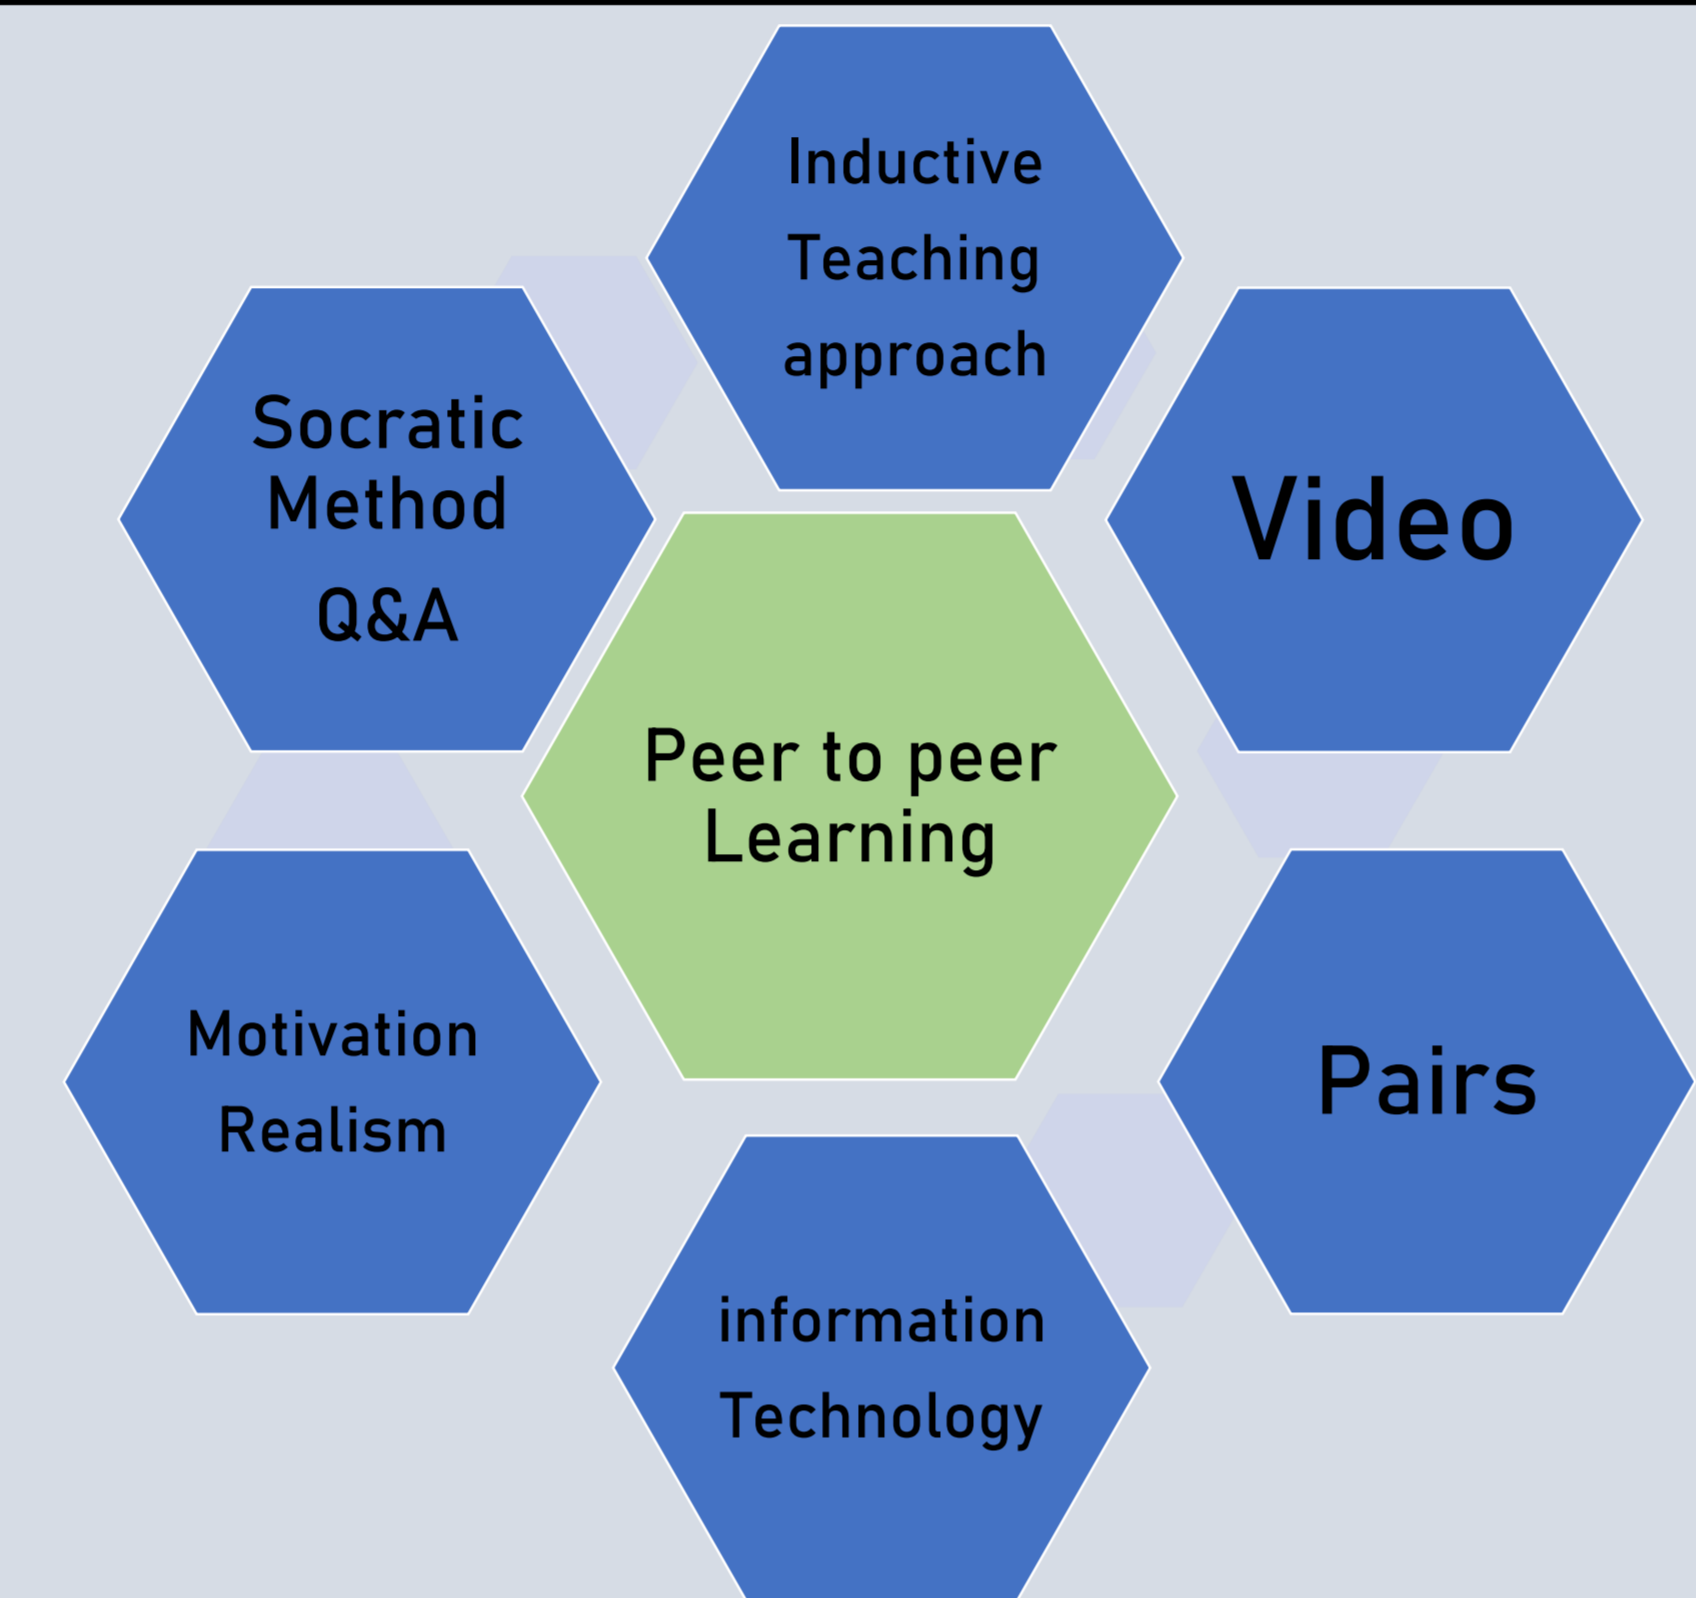 Inductive
Teaching
approach
Socratic
Method
Q&A
Video
Peer to peer
Learning
Motivation
Realism
Pairs
information
Technology